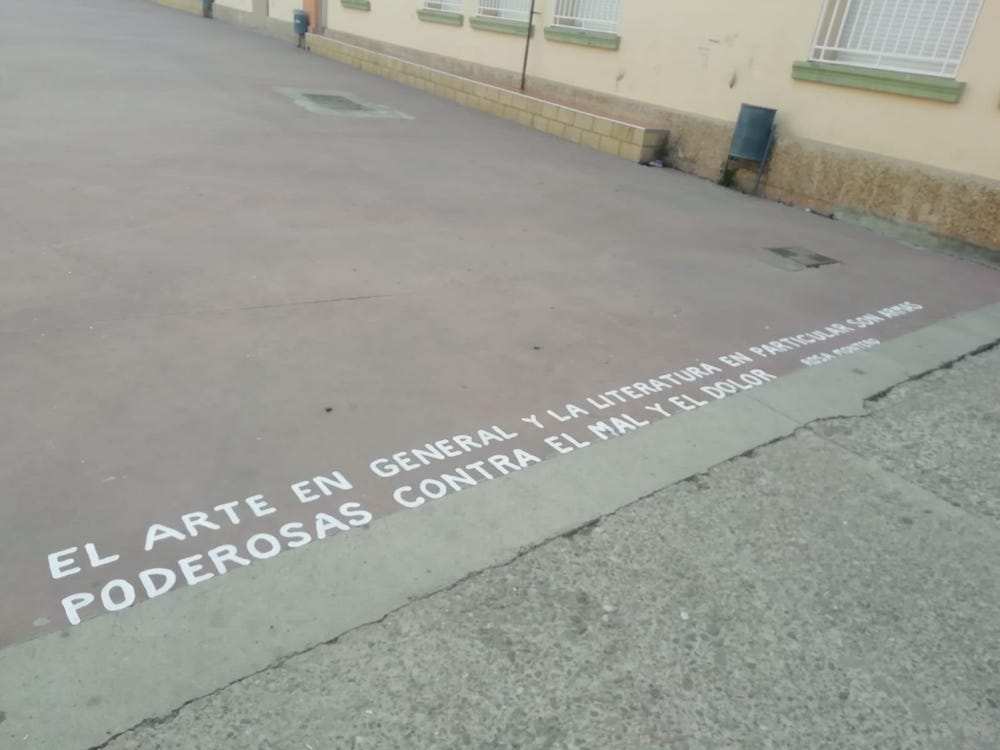 EL ARTE EN GENERAL Y LA LITERATURA EN PARTICULAR SON ARMAS
PODEROSAS CONTRA EL MAL Y EL DOLOR
ROSA MONTERO